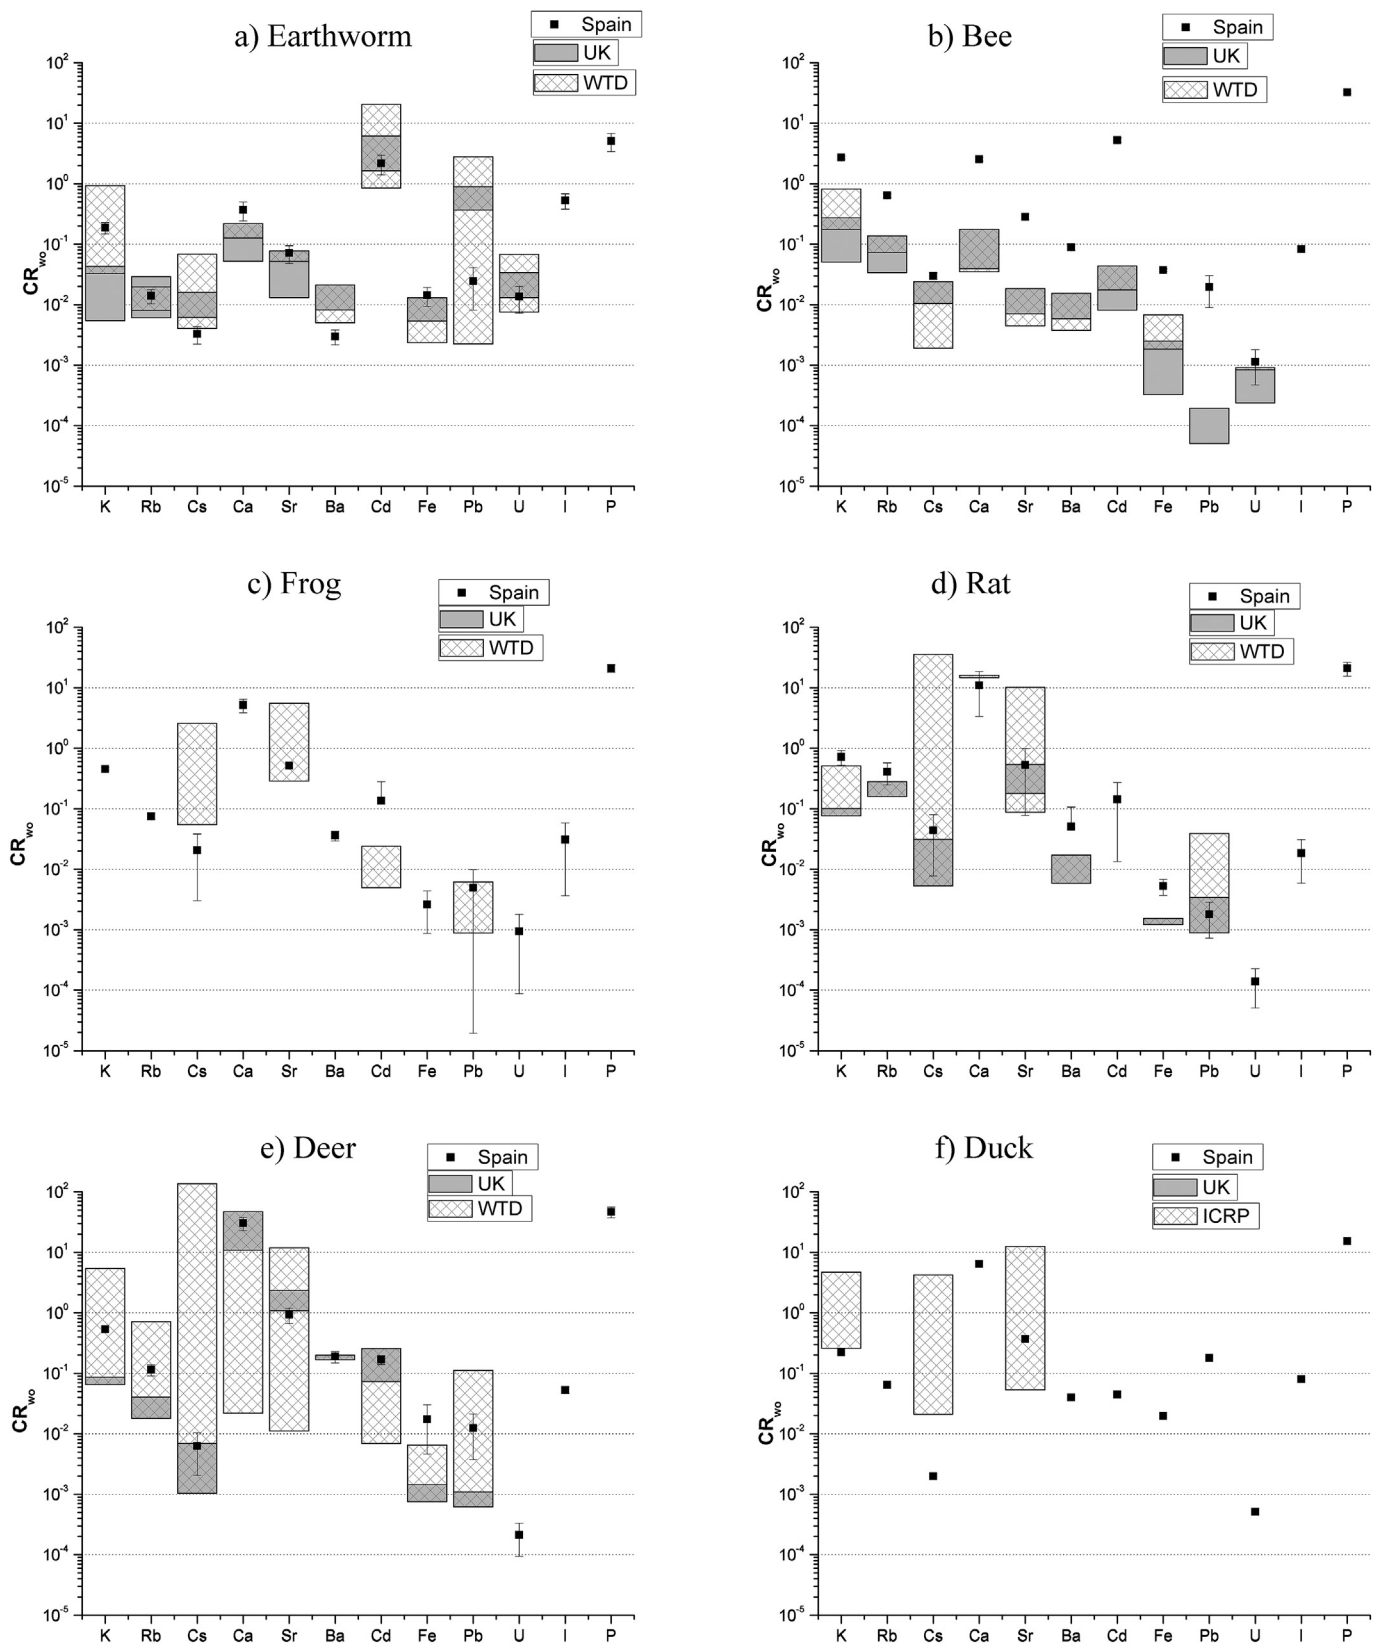 a) Earthworm
Spain
UK
WTD
10²
10¹
10⁰
10⁻¹
10⁻²
10⁻³
10⁻⁴
10⁻⁵
CRwo
K Rb Cs Ca Sr Ba Cd Fe Pb U I P
b) Bee
Spain
UK
WTD
10²
10¹
10⁰
10⁻¹
10⁻²
10⁻³
10⁻⁴
10⁻⁵
CRwo
K Rb Cs Ca Sr Ba Cd Fe Pb U I P
c) Frog
Spain
UK
WTD
10²
10¹
10⁰
10⁻¹
10⁻²
10⁻³
10⁻⁴
10⁻⁵
CRwo
K Rb Cs Ca Sr Ba Cd Fe Pb U I P
d) Rat
Spain
UK
WTD
10²
10¹
10⁰
10⁻¹
10⁻²
10⁻³
10⁻⁴
10⁻⁵
CRwo
K Rb Cs Ca Sr Ba Cd Fe Pb U I P
e) Deer
Spain
UK
WTD
10²
10¹
10⁰
10⁻¹
10⁻²
10⁻³
10⁻⁴
10⁻⁵
CRwo
K Rb Cs Ca Sr Ba Cd Fe Pb U I P
f) Duck
Spain
UK
ICRP
10²
10¹
10⁰
10⁻¹
10⁻²
10⁻³
10⁻⁴
10⁻⁵
CRwo
K Rb Cs Ca Sr Ba Cd Fe Pb U I P